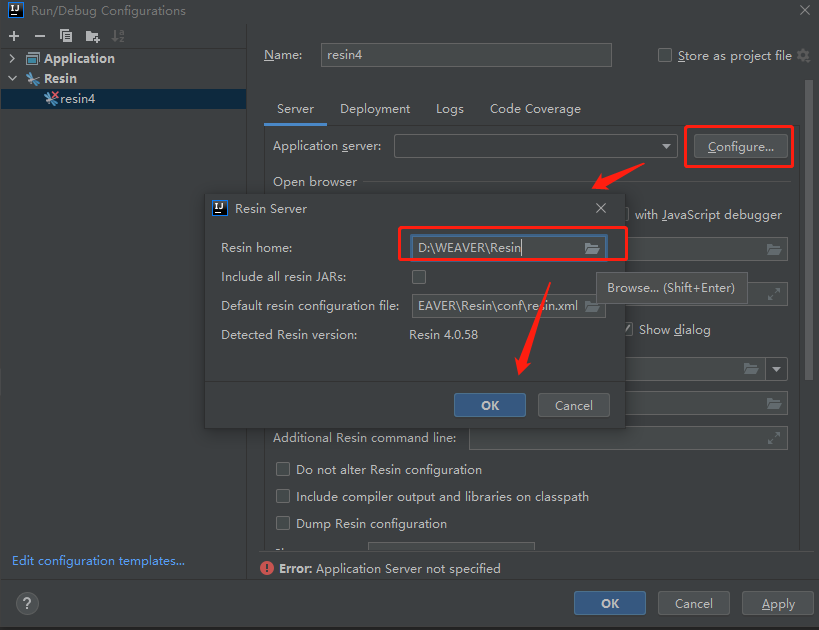 IJ Run/Debug Configurations
Application
Resin
resin4
Name: resin4
Store as project file
Server Deployment Logs Code Coverage
Application server: Configure...
Open browser
IJ Resin Server
with JavaScript debugger
Resin home: D:\WEAVER\Resin
Include all resin JARs:
Browse... (Shift+Enter)
Default resin configuration file: EAVER\Resin\conf\resin.xml
Show dialog
Detected Resin version: Resin 4.0.58
OK Cancel
Additional Resin command line:
Do not alter Resin configuration
Include compiler output and libraries on classpath
Dump Resin configuration
Edit configuration templates...
Error: Application Server not specified
? OK Cancel Apply